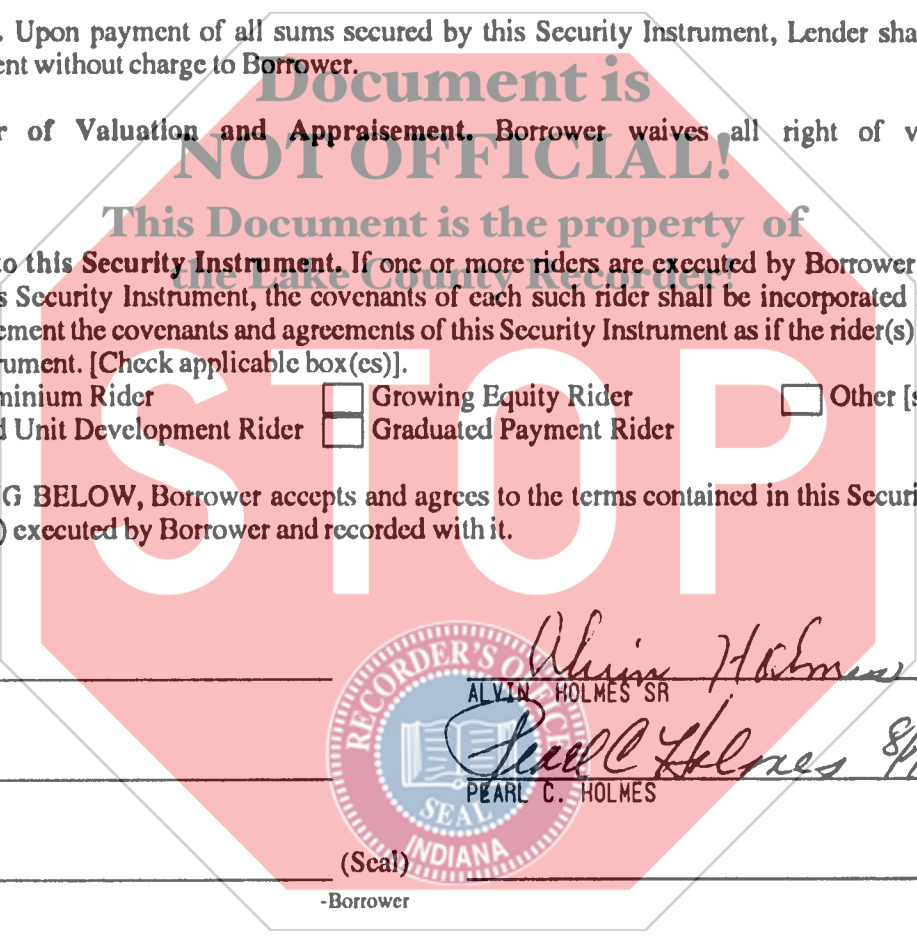 . Upon payment of all sums secured by this Security Instrument, Lender sha
ent without charge to Borrower.
Document is
r of Valuation and Appraisement. Borrower waives all right of v
NOT OFFICIAL!
This Document is the property of
to this Security Instrument. If one or more riders are executed by Borrower
the Lake County Recorder!
s Security Instrument, the covenants of each such rider shall be incorporated
ement the covenants and agreements of this Security Instrument as if the rider(s)
rument. [Check applicable box(es)].
minium Rider Growing Equity Rider Other [s
d Unit Development Rider Graduated Payment Rider
STOP
G BELOW, Borrower accepts and agrees to the terms contained in this Securi
) executed by Borrower and recorded with it.
Alvin Holmes
ALVIN HOLMES SR
Pearl C Holmes
PEARL C. HOLMES
RECORDER'S OFFICE
SEAL
INDIANA
(Seal)
-Borrower